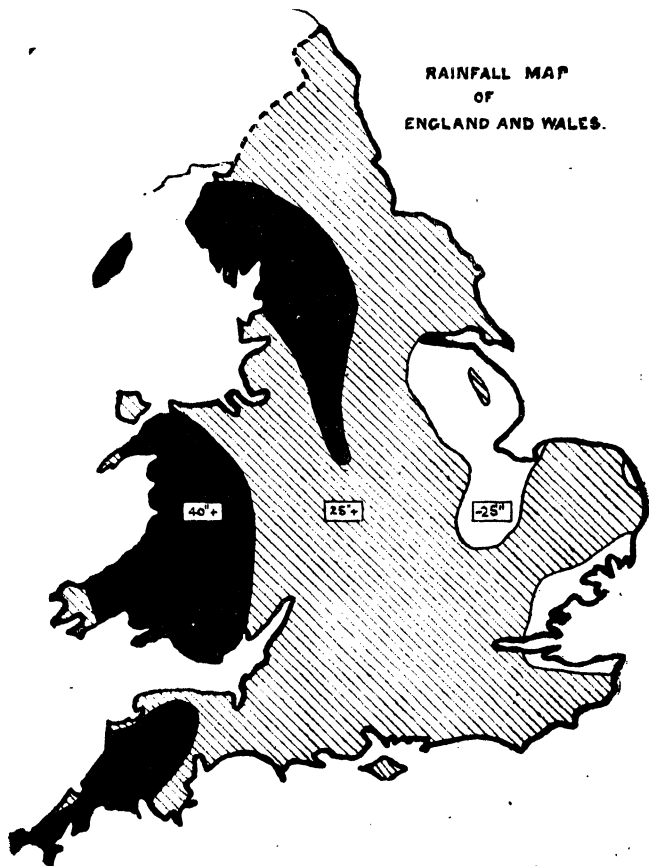 RAINFALL MAP
OF
ENGLAND AND WALES.
40"+
25"+
-25"